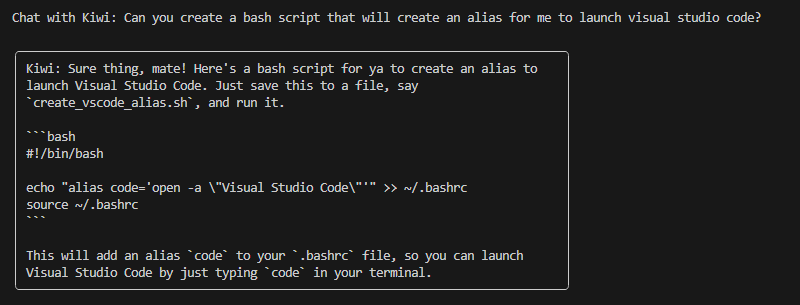 Chat with Kiwi: Can you create a bash script that will create an alias for me to launch visual studio code?
Kiwi: Sure thing, mate! Here's a bash script for ya to create an alias to
launch Visual Studio Code. Just save this to a file, say
`create_vscode_alias.sh`, and run it.
```bash
#!/bin/bash
echo "alias code='open -a \"Visual Studio Code\"'" >> ~/.bashrc
source ~/.bashrc
```
This will add an alias `code` to your `.bashrc` file, so you can launch
Visual Studio Code by just typing `code` in your terminal.